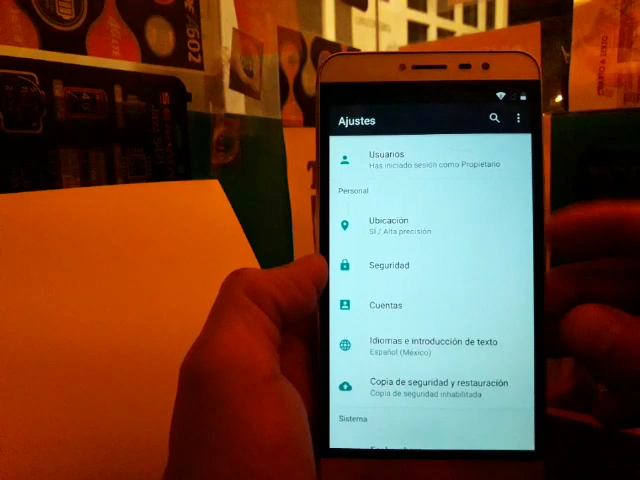 Ajustes
Usuarios
Has iniciado sesión como Propietario
Personal
Ubicación
SÍ / Alta precisión
Seguridad
Cuentas
Idiomas e introducción de texto
Español (México)
Copia de seguridad y restauración
Copia de seguridad inhabilitada
Sistema